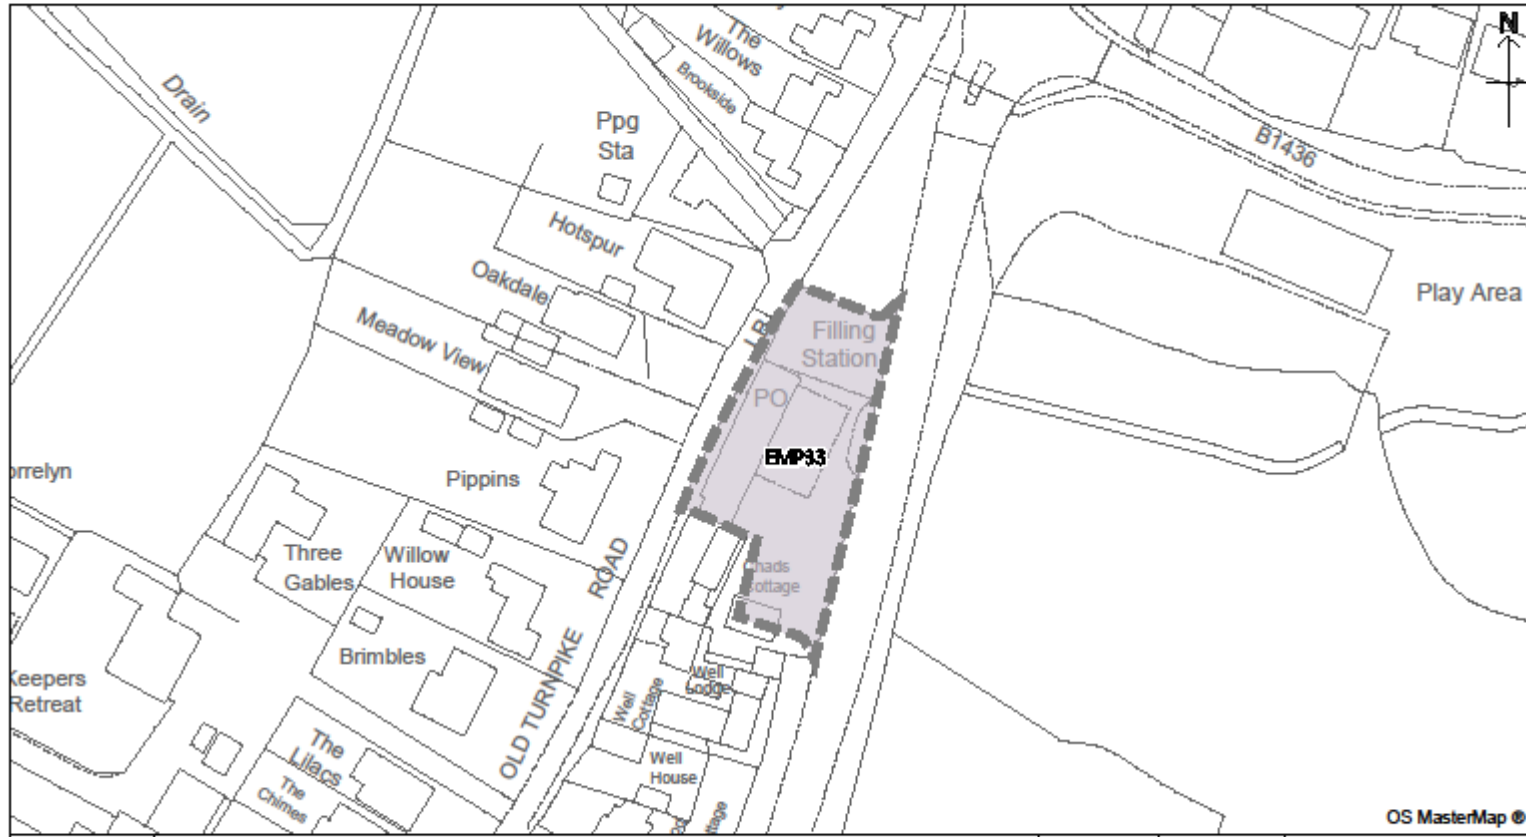 N
The
Willows
Brookside
Drain
Ppg
Sta
B1436
Hotspur
Oakdale
Play Area
Meadow View
Filling
Station
PO
EMP33
orrelyn
Pippins
Three
Gables
Willow
House
ROAD
Chads
Cottage
Brimbles
OLD TURNPIKE
Keepers
Retreat
Well
Lodge
Well
Cottage
The
Lilacs
Well
House
The
Chimes
ttage
OS MasterMap ®